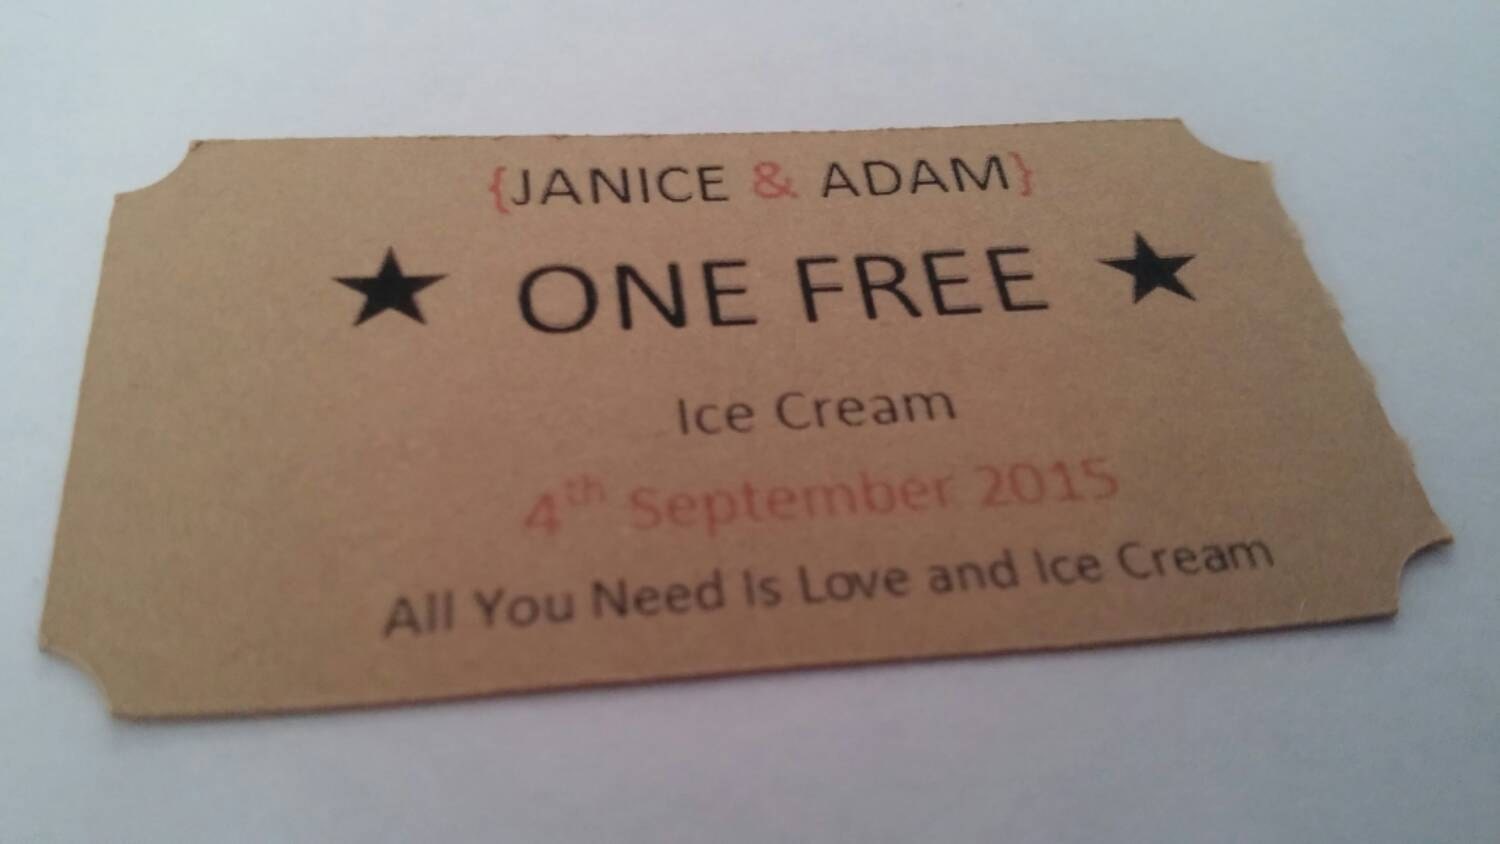 {JANICE & ADAM}
★ ONE FREE ★
Ice Cream
4th September 2015
All You Need Is Love and Ice Cream